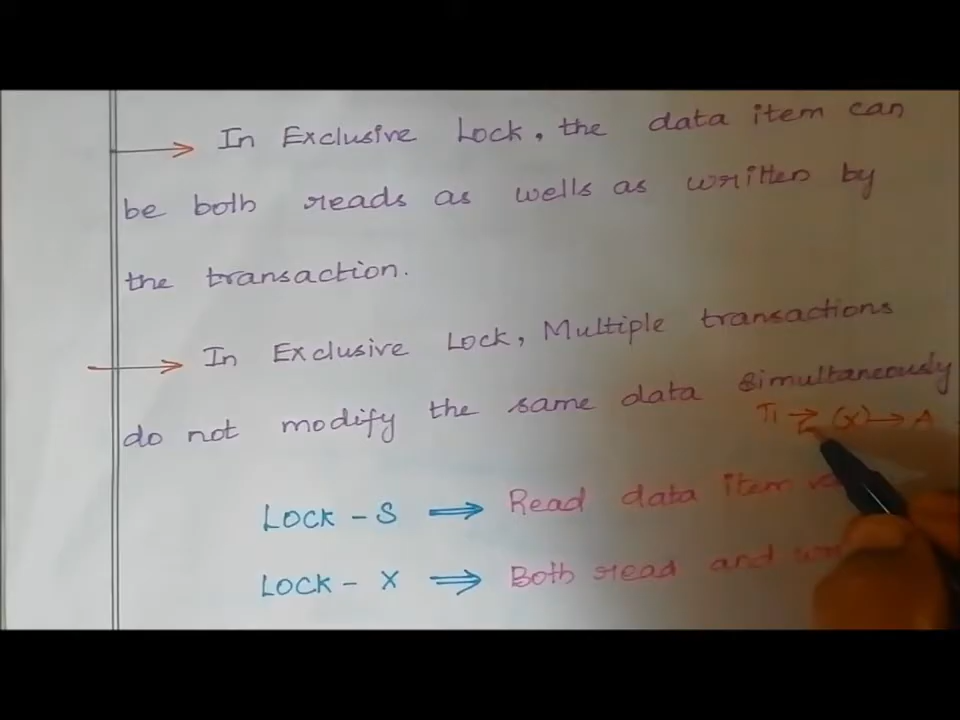 In Exclusive Lock, the data item can
be both reads as wells as written by
the transaction.
In Exclusive Lock, Multiple transactions
do not modify the same data simultaneously
T1 → (X) → A
Lock - S ⇒ Read data item
Lock - X ⇒ Both read and